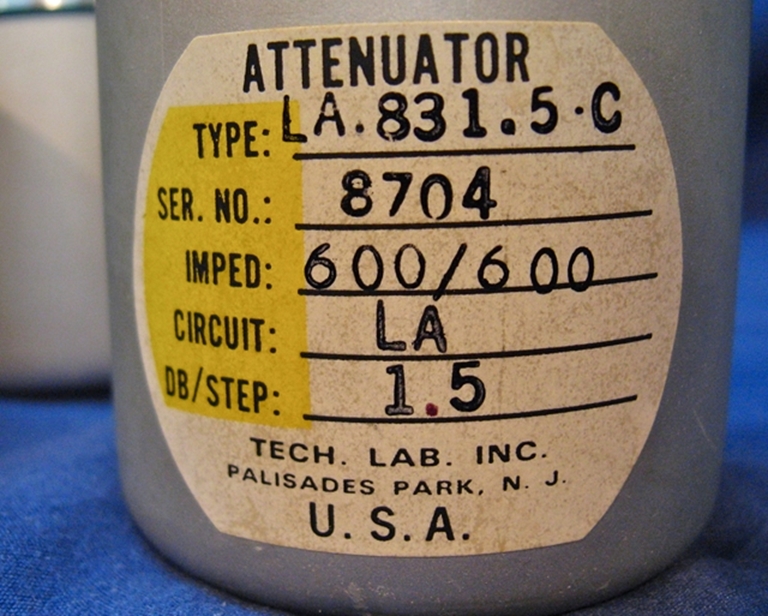 ATTENUATOR
TYPE: LA.831.5·C
SER. NO.: 8704
IMPED: 600/600
CIRCUIT: LA
DB/STEP: 1.5
TECH. LAB. INC.
PALISADES PARK, N. J.
U.S.A.